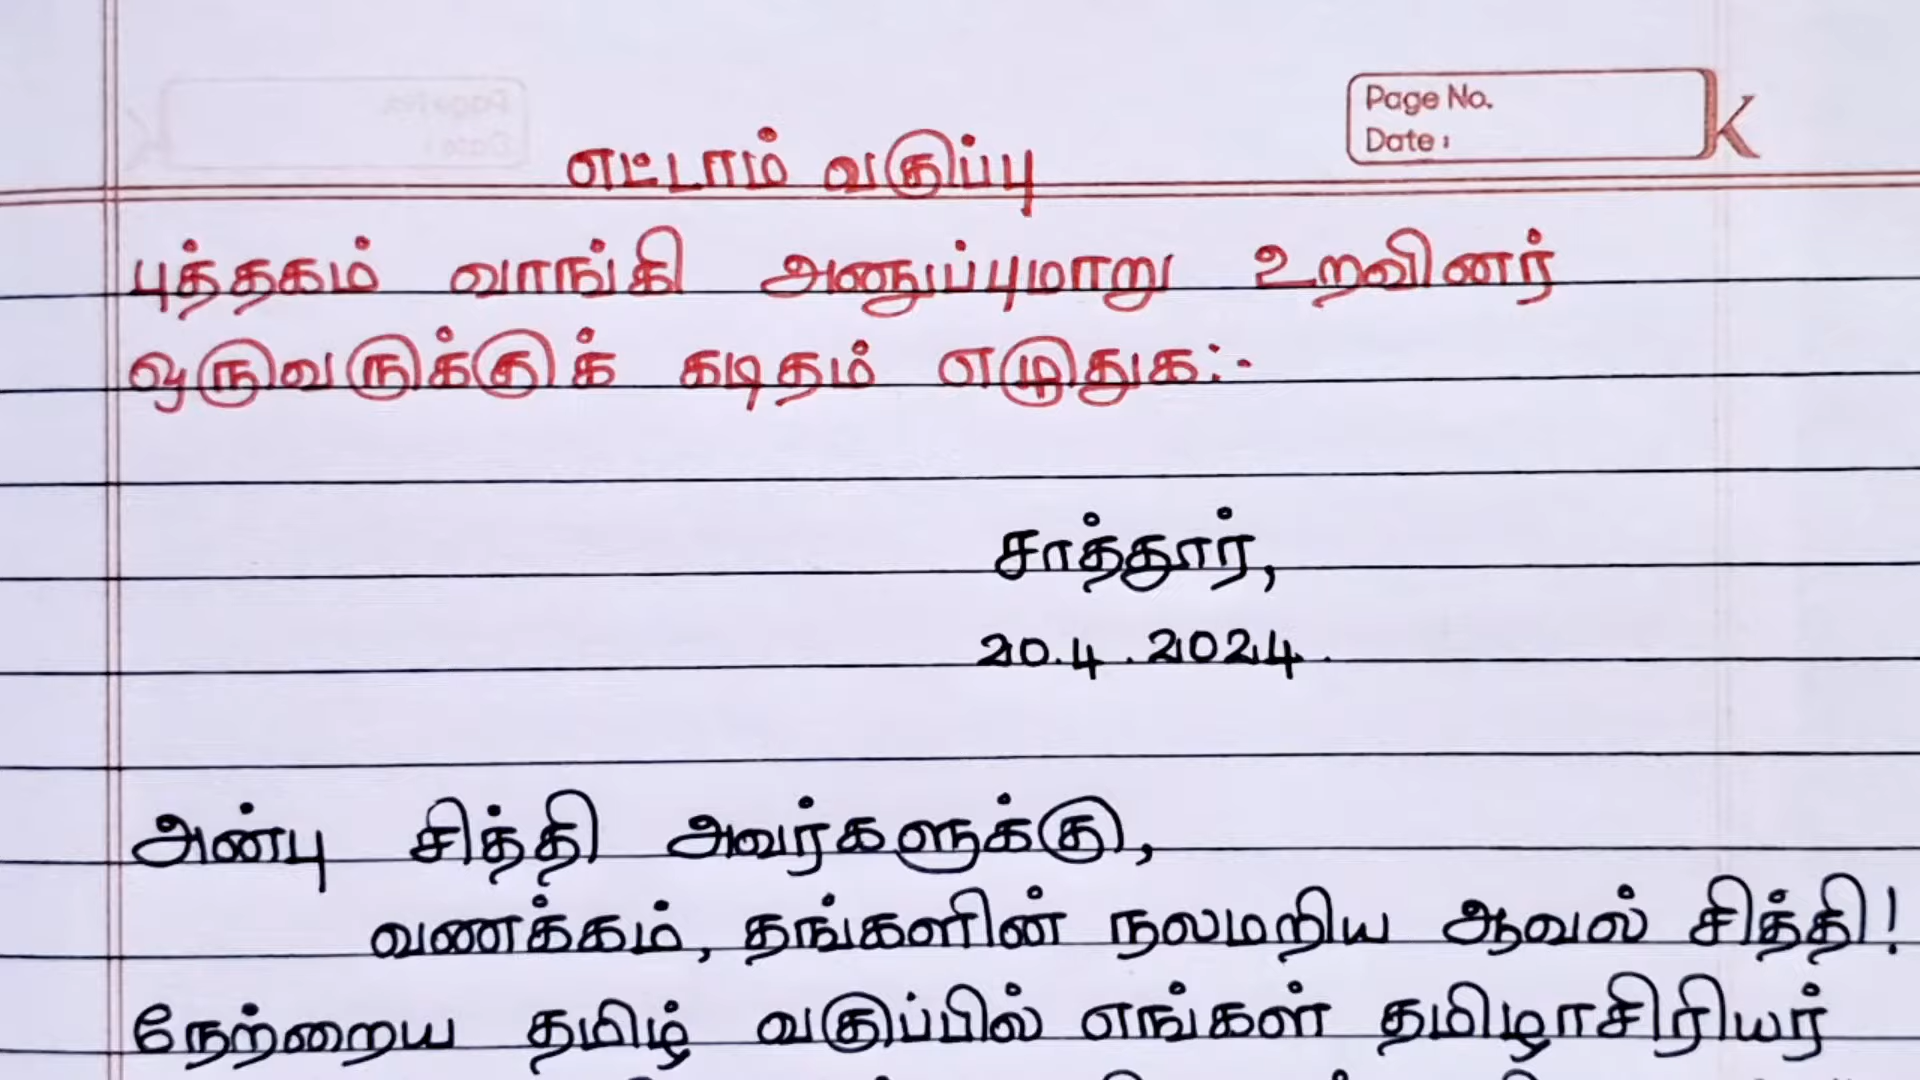 Page No.
Date :
எட்டாம் வகுப்பு
புத்தகம் வாங்கி அனுப்புமாறு உறவினர்
ஒருவருக்குக் கடிதம் எழுதுக:-
சாத்தூர்,
20.4.2024.
அன்பு சித்தி அவர்களுக்கு,
வணக்கம், தங்களின் நலமறிய ஆவல் சித்தி!
நேற்றைய தமிழ் வகுப்பில் எங்கள் தமிழாசிரியர்